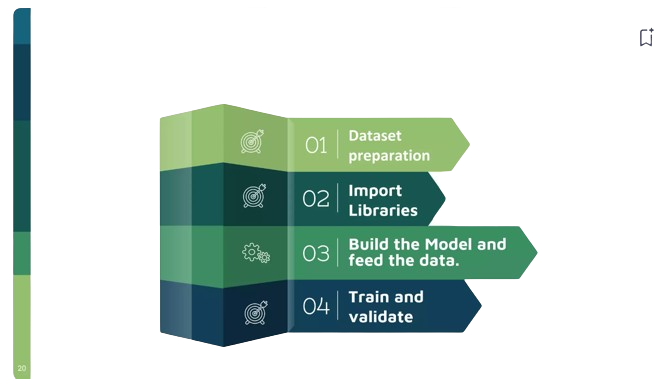 01
Dataset
preparation
02
Import
Libraries
03
Build the Model and
feed the data.
04
Train and
validate
20